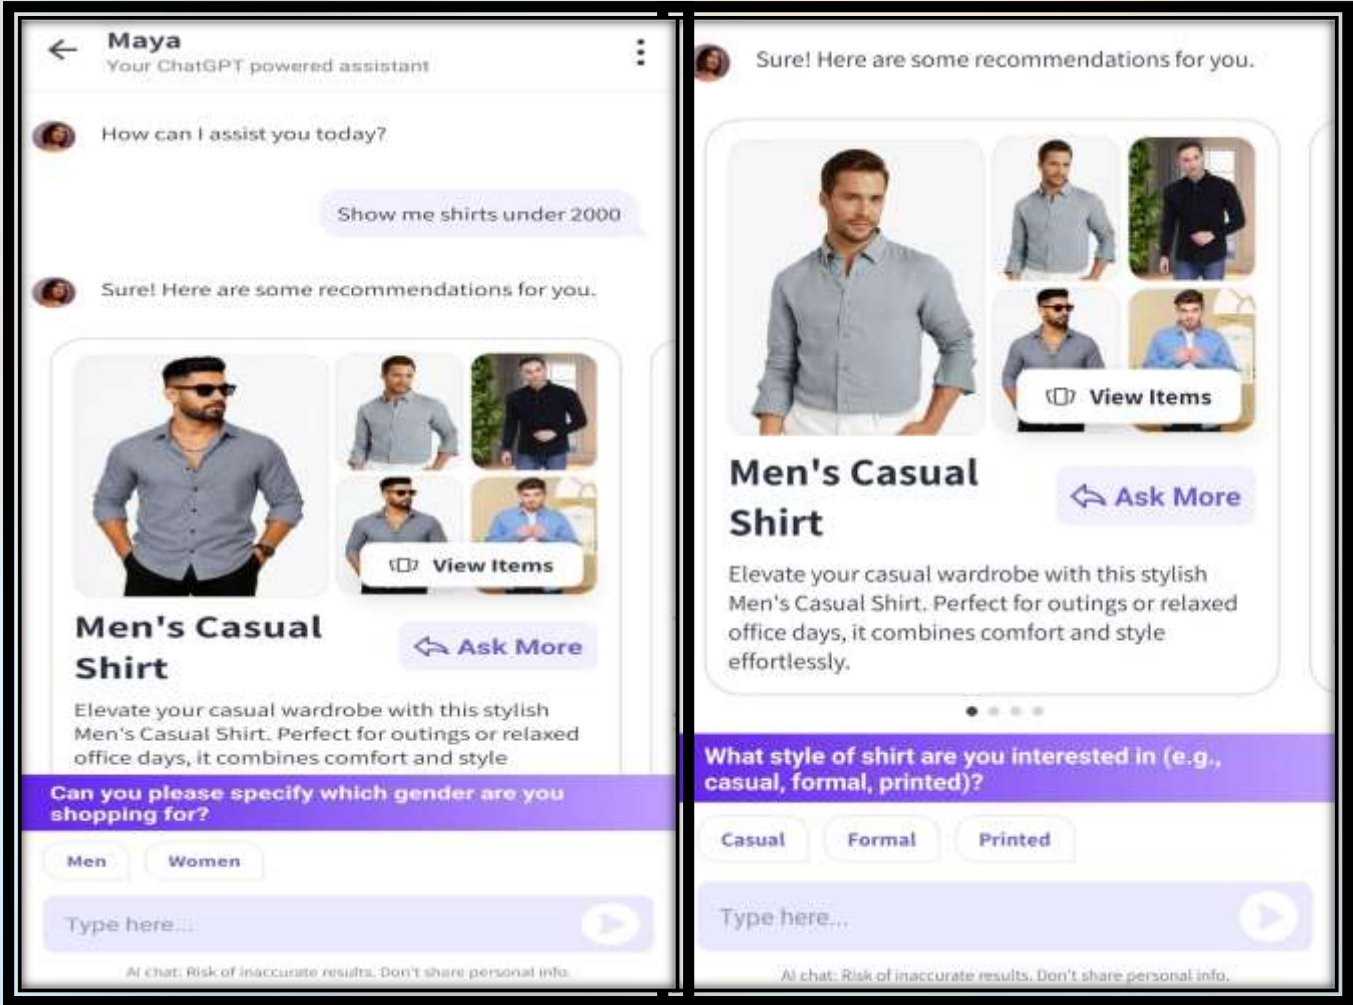 Maya
Your ChatGPT powered assistant
How can I assist you today?
Show me shirts under 2000
Sure! Here are some recommendations for you.
View Items
Men's Casual
Shirt
Ask More
Elevate your casual wardrobe with this stylish
Men's Casual Shirt. Perfect for outings or relaxed
office days, it combines comfort and style
Can you please specify which gender are you
shopping for?
Men
Women
Type here...
AI chat: Risk of inaccurate results. Don't share personal info.
Sure! Here are some recommendations for you.
View Items
Men's Casual
Shirt
Ask More
Elevate your casual wardrobe with this stylish
Men's Casual Shirt. Perfect for outings or relaxed
office days, it combines comfort and style
effortlessly.
What style of shirt are you interested in (e.g.,
casual, formal, printed)?
Casual
Formal
Printed
Type here...
AI chat: Risk of inaccurate results. Don't share personal info.